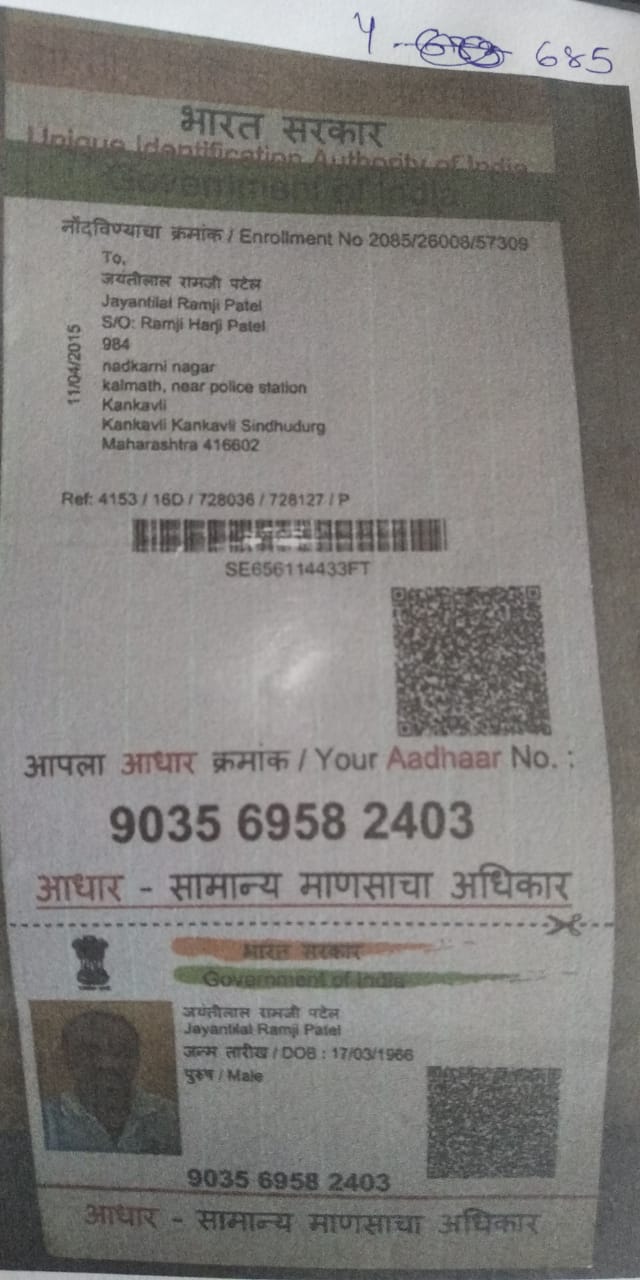 4 685
भारत सरकार
Unique Identification Authority of India
Government of India
नोंदविण्याचा क्रमांक / Enrollment No 2085/26008/57309
To,
जयंतीलाल रामजी पटेल
Jayantilal Ramji Patel
S/O: Ramji Harji Patel
984
nadkarni nagar
kalmath, near police station
Kankavli
Kankavli Kankavli Sindhudurg
Maharashtra 416602
11/04/2015
Ref: 4153 / 16D / 728036 / 728127 / P
SE656114433FT
आपला आधार क्रमांक / Your Aadhaar No. :
9035 6958 2403
आधार - सामान्य माणसाचा अधिकार
भारत सरकार
Government of India
जयंतीलाल रामजी पटेल
Jayantilal Ramji Patel
जन्म तारीख / DOB : 17/03/1966
पुरुष / Male
9035 6958 2403
आधार - सामान्य माणसाचा अधिकार